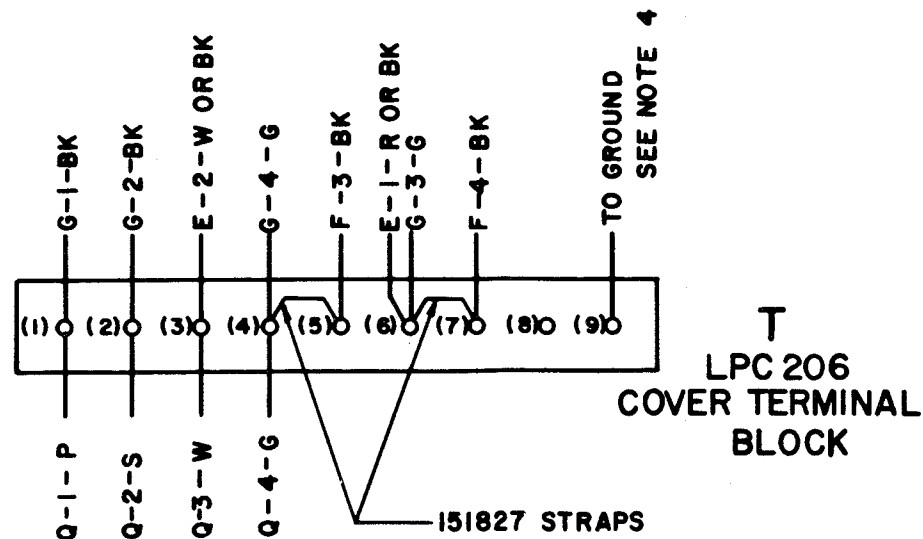 G-1-BK
G-2-BK
E-2-W OR BK
G-4-G
F-3-BK
E-1-R OR BK
G-3-G
F-4-BK
TO GROUND
SEE NOTE 4
(1) (2) (3) (4) (5) (6) (7) (8) (9)
T
LPC 206
COVER TERMINAL
BLOCK
Q-1-P
Q-2-S
Q-3-W
Q-4-G
151827 STRAPS